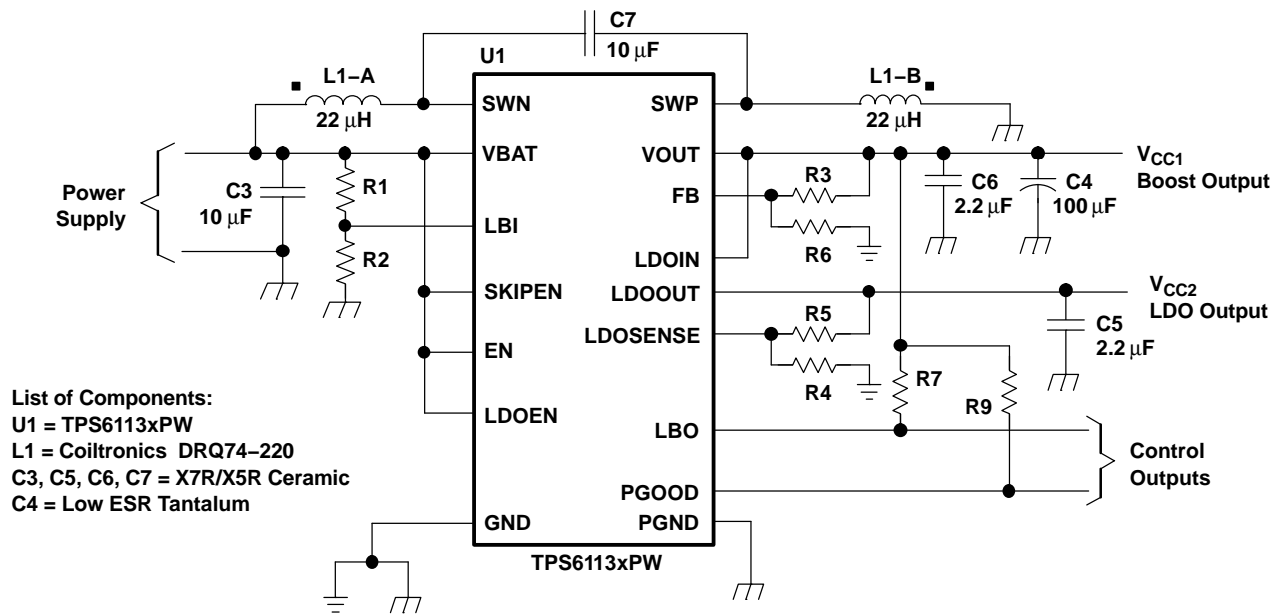 C7
10 μF
U1
L1–A
22 μH
SWN
SWP
L1–B
22 μH
Power
Supply
C3
10 μF
R1
R2
VBAT
LBI
SKIPEN
EN
LDOEN
GND
VOUT
FB
LDOIN
LDOOUT
LDOSENSE
LBO
PGOOD
PGND
TPS6113xPW
R3
R6
R5
R4
R7
R9
C6
2.2 μF
C4
100 μF
VCC1
Boost Output
VCC2
LDO Output
C5
2.2 μF
Control
Outputs
List of Components:
U1 = TPS6113xPW
L1 = Coiltronics DRQ74–220
C3, C5, C6, C7 = X7R/X5R Ceramic
C4 = Low ESR Tantalum